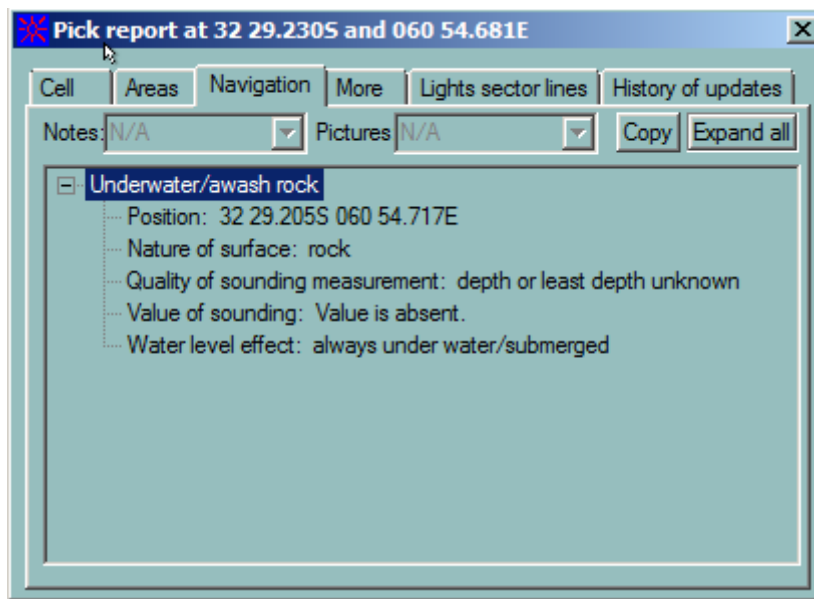 Pick report at 32 29.230S and 060 54.681E
Cell Areas Navigation More Lights sector lines History of updates
Notes: N/A Pictures N/A Copy Expand all
Underwater/awash rock
Position: 32 29.205S 060 54.717E
Nature of surface: rock
Quality of sounding measurement: depth or least depth unknown
Value of sounding: Value is absent.
Water level effect: always under water/submerged